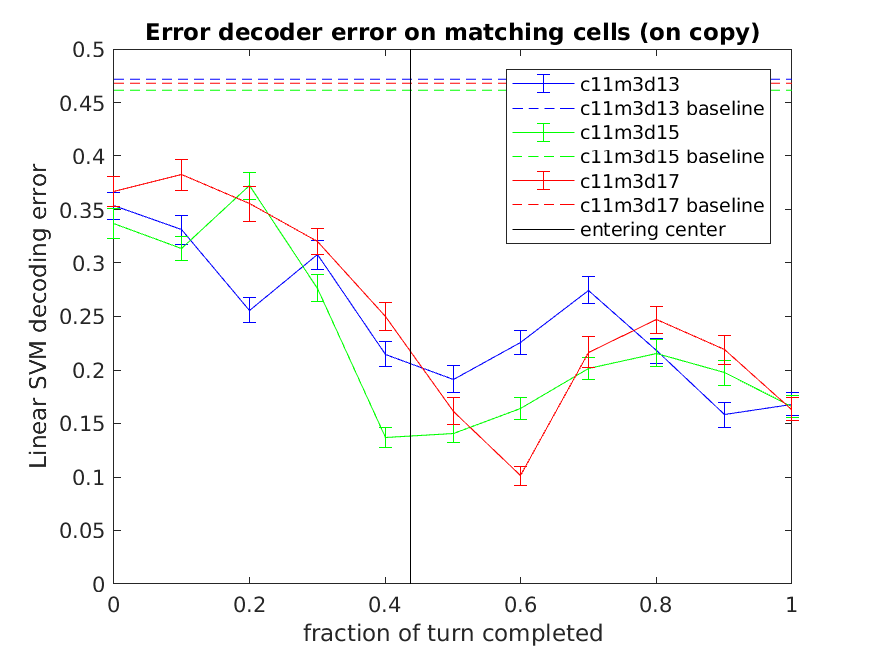 Error decoder error on matching cells (on copy)
0.5
0.45
0.4
0.35
0.3
0.25
0.2
0.15
0.1
0.05
0
Linear SVM decoding error
c11m3d13
c11m3d13 baseline
c11m3d15
c11m3d15 baseline
c11m3d17
c11m3d17 baseline
entering center
0 0.2 0.4 0.6 0.8 1
fraction of turn completed